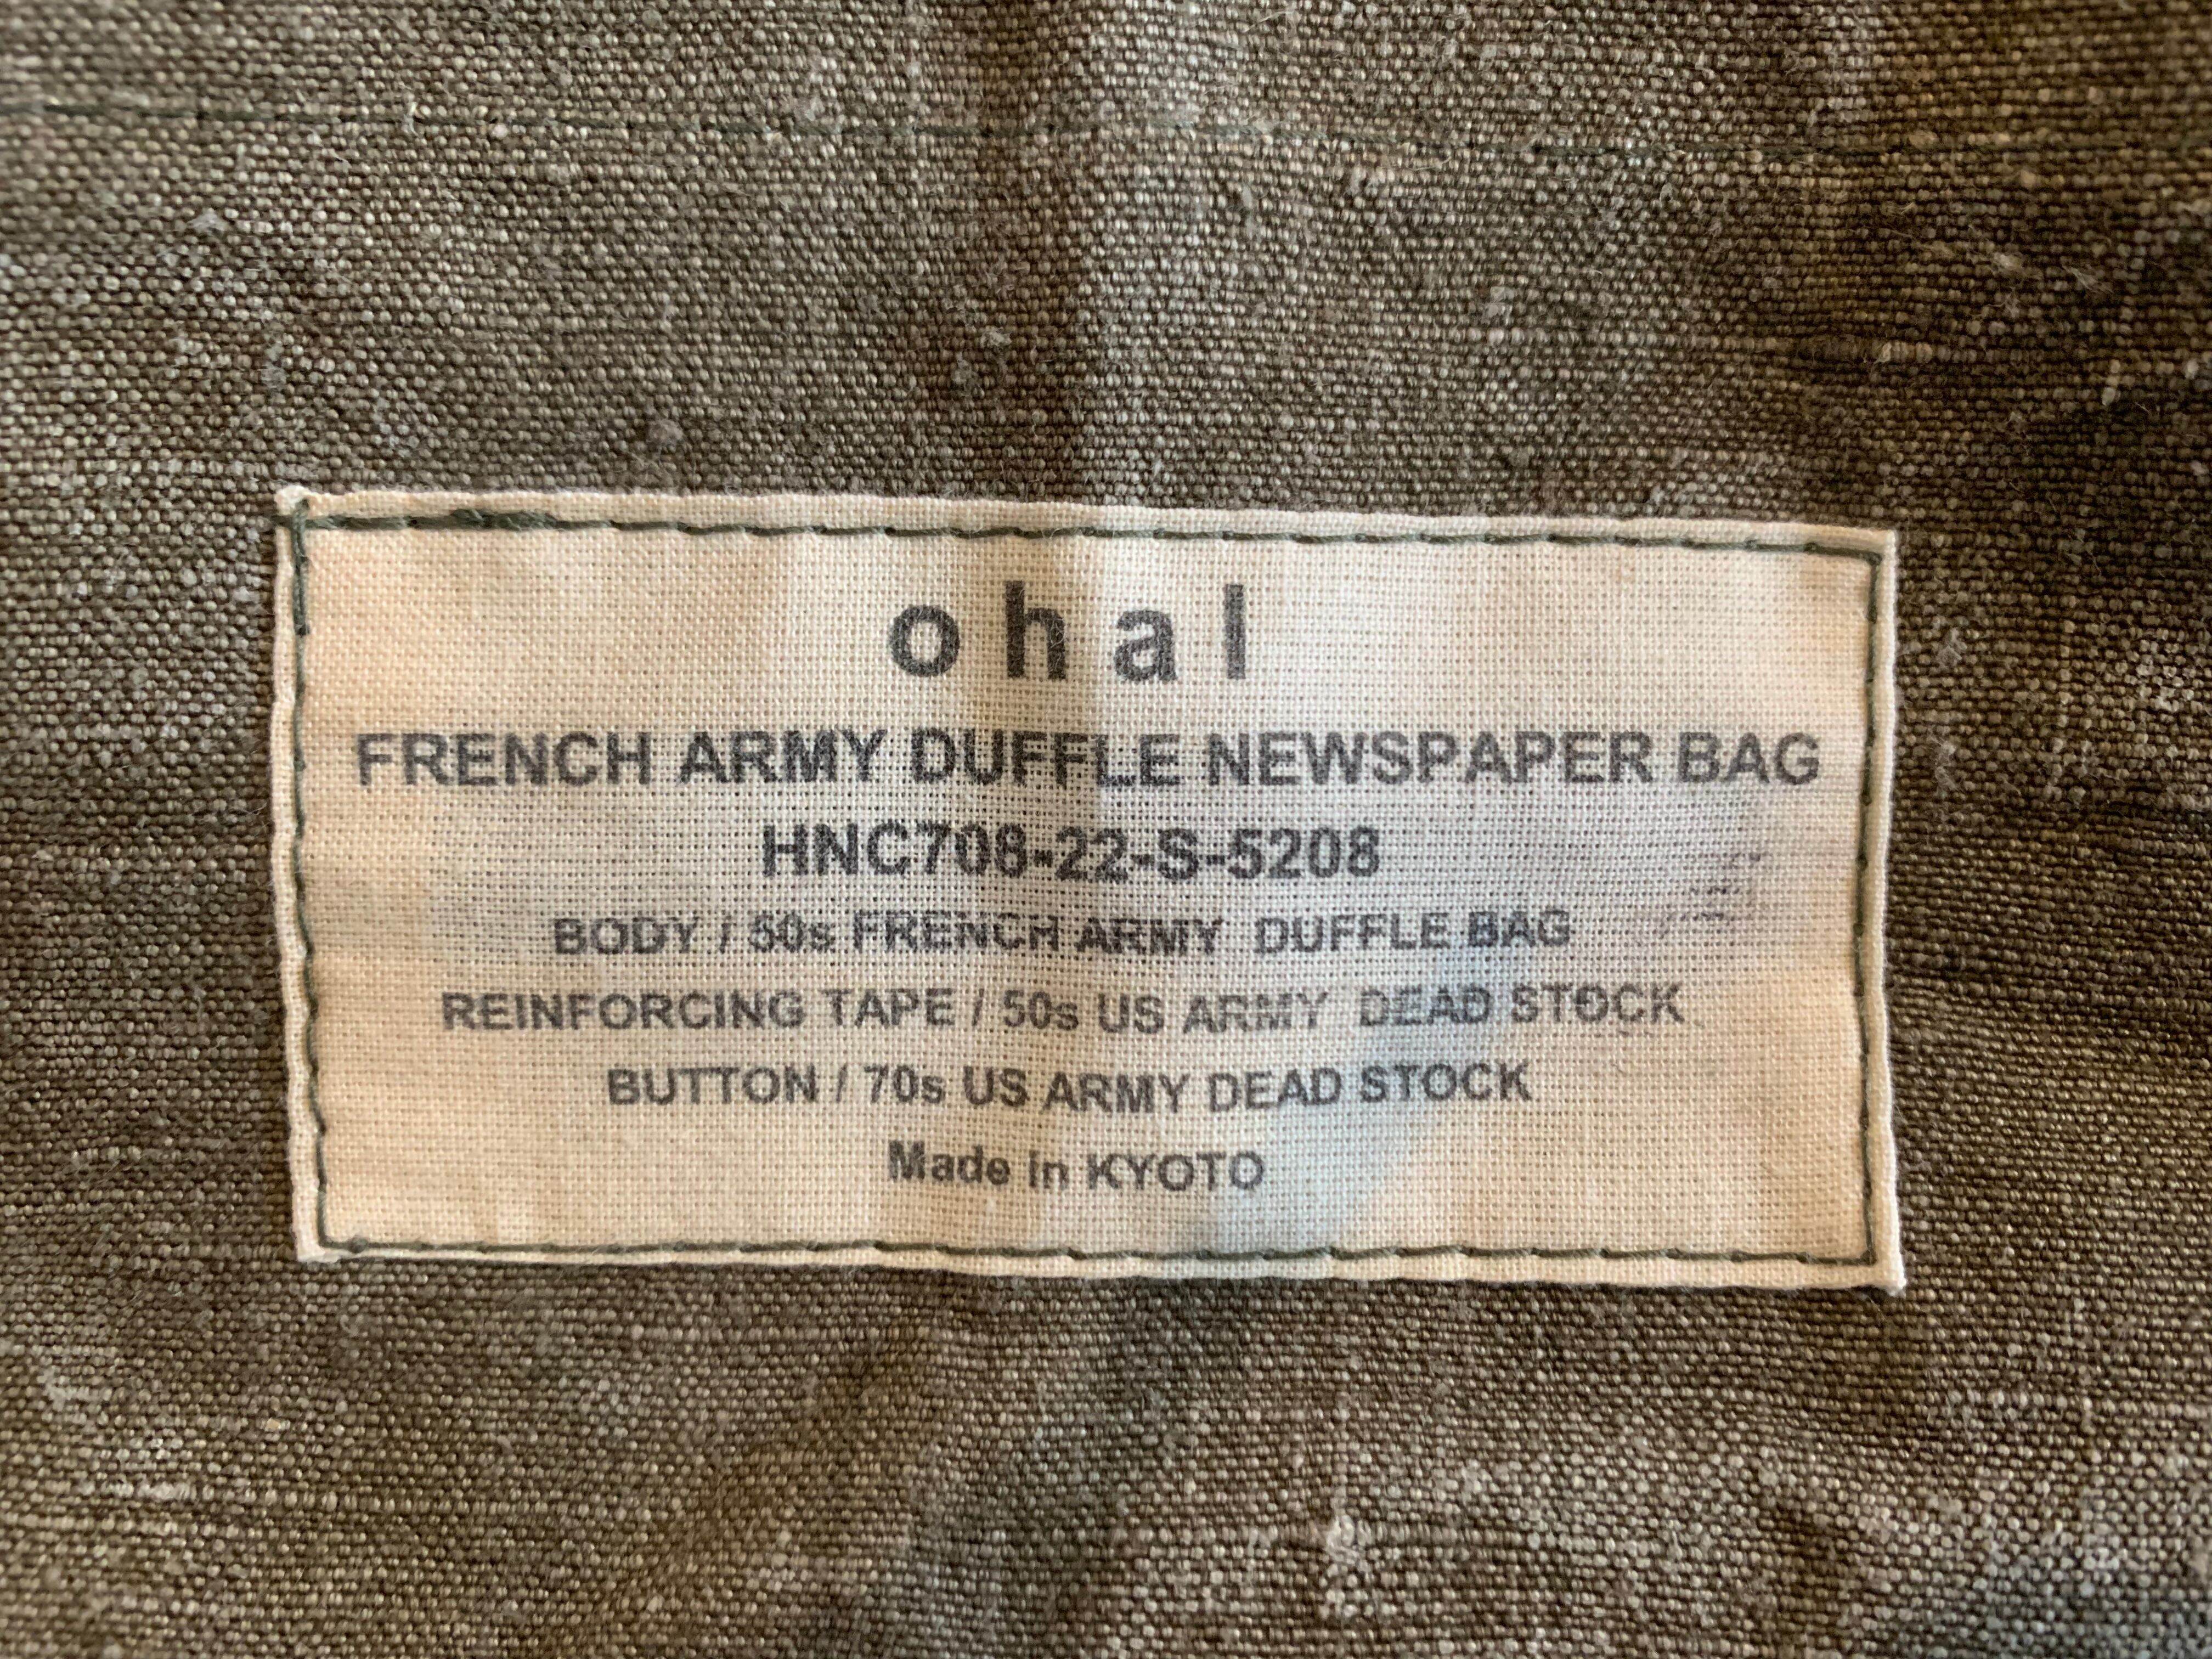 ohal
FRENCH ARMY DUFFLE NEWSPAPER BAG
HNC708-22-S-5208
BODY / 50s FRENCH ARMY DUFFLE BAG
REINFORCING TAPE / 50s US ARMY DEAD STOCK
BUTTON / 70s US ARMY DEAD STOCK
Made in KYOTO